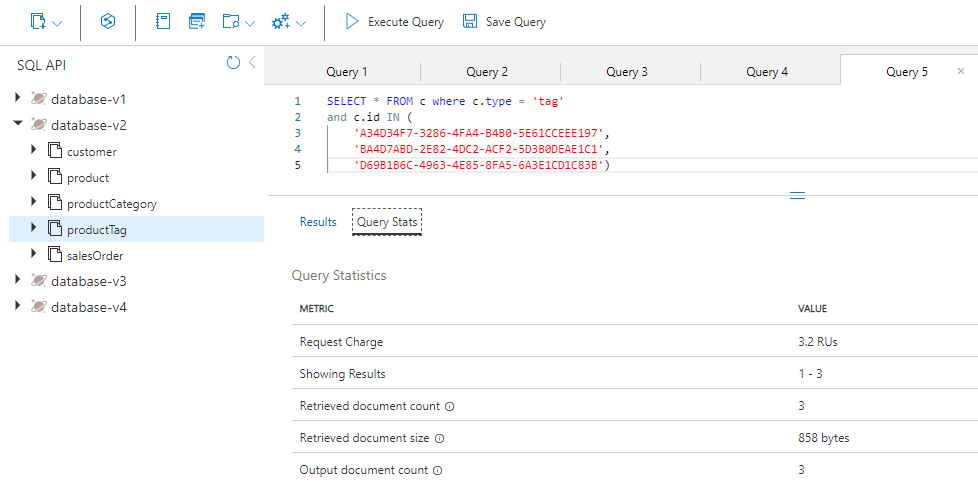 Execute Query
Save Query
SQL API
database-v1
database-v2
customer
product
productCategory
productTag
salesOrder
database-v3
database-v4
Query 1
Query 2
Query 3
Query 4
Query 5
1 SELECT * FROM c where c.type = 'tag'
2 and c.id IN (
3 'A34D34F7-3286-4FA4-B4B0-5E61CCEEE197',
4 'BA4D7ABD-2E82-4DC2-ACF2-5D3B0DEAE1C1',
5 'D69B1B6C-4963-4E85-8FA5-6A3E1CD1C83B')
Results
Query Stats
Query Statistics
METRIC VALUE
Request Charge 3.2 RUs
Showing Results 1 - 3
Retrieved document count 3
Retrieved document size 858 bytes
Output document count 3